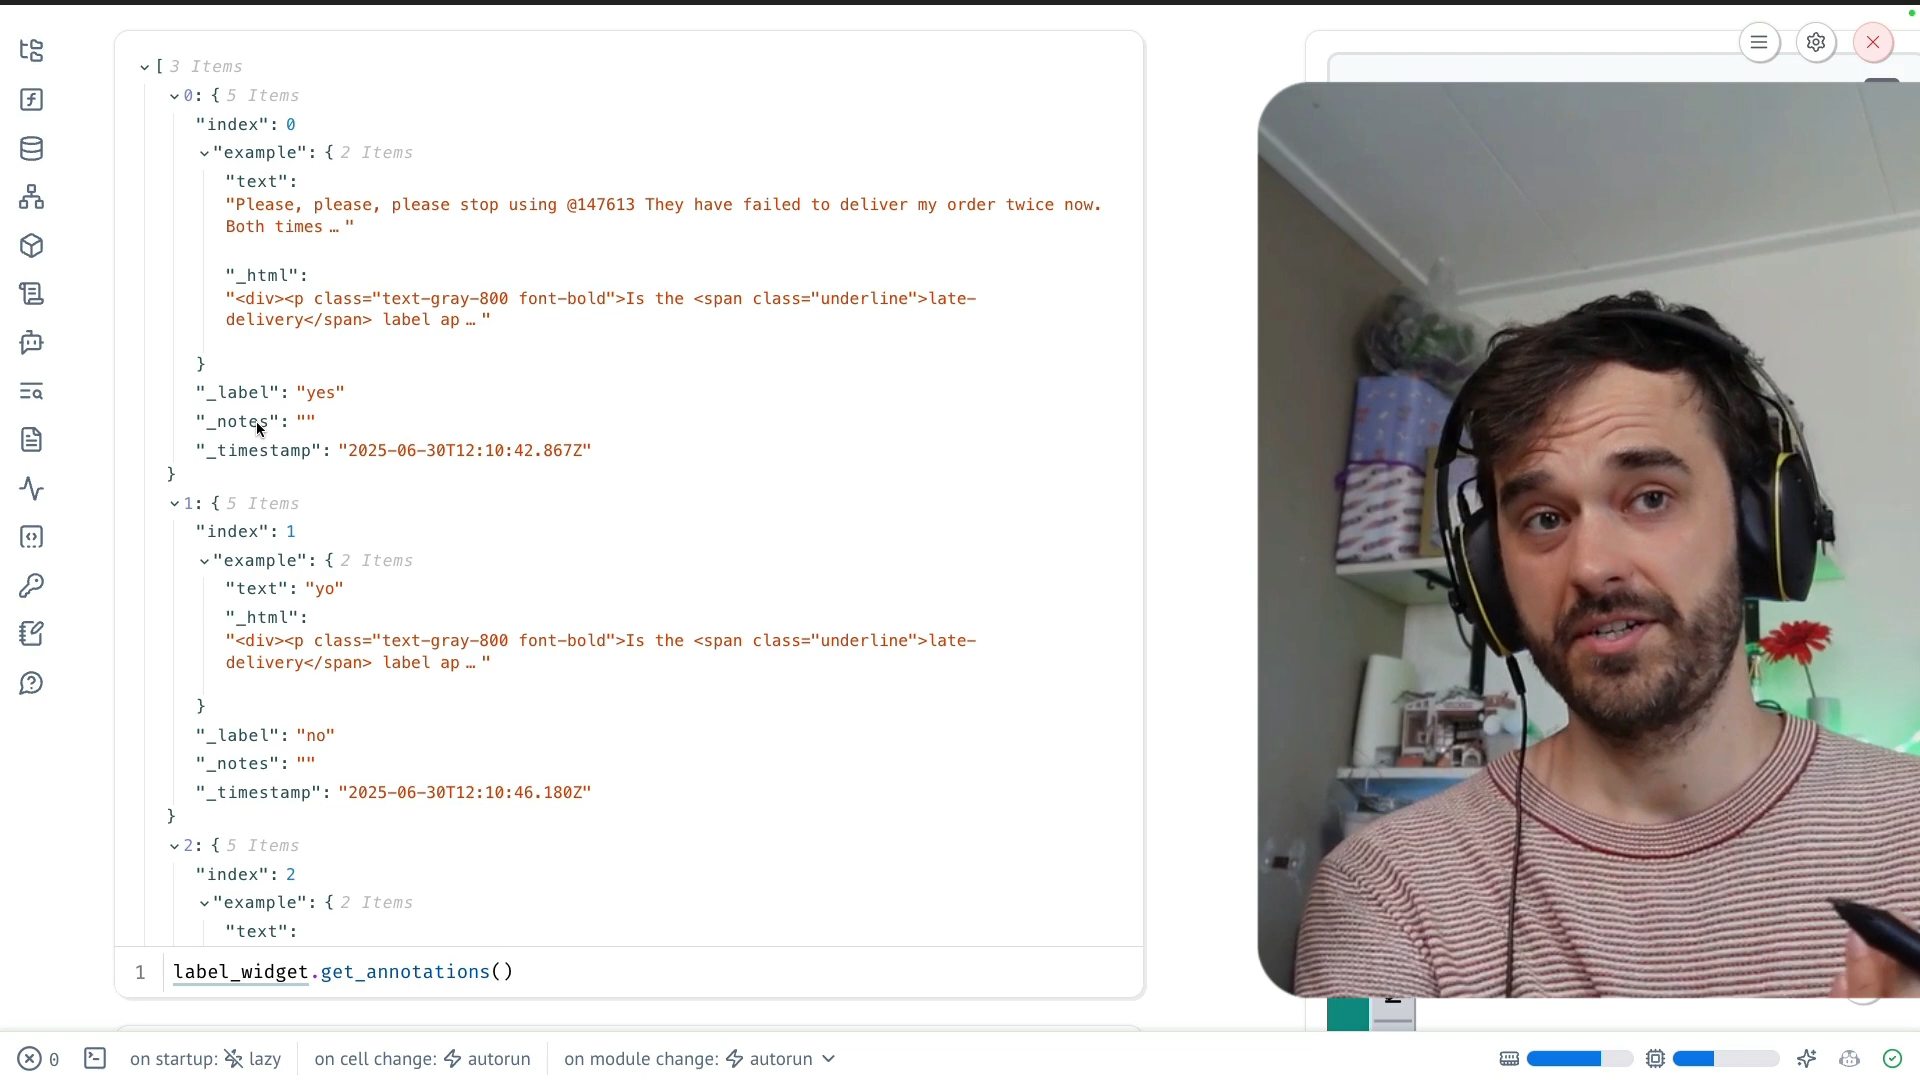 [ 3 Items
0: { 5 Items
"index": 0
"example": { 2 Items
"text":
"Please, please, please stop using @147613 They have failed to deliver my order twice now.
Both times … "
"_html":
"<div><p class="text-gray-800 font-bold">Is the <span class="underline">late-
delivery</span> label ap … "
}
"_label": "yes"
"_notes": ""
"_timestamp": "2025-06-30T12:10:42.867Z"
}
1: { 5 Items
"index": 1
"example": { 2 Items
"text": "yo"
"_html":
"<div><p class="text-gray-800 font-bold">Is the <span class="underline">late-
delivery</span> label ap … "
}
"_label": "no"
"_notes": ""
"_timestamp": "2025-06-30T12:10:46.180Z"
}
2: { 5 Items
"index": 2
"example": { 2 Items
"text":
1 label_widget.get_annotations()
0 on startup: lazy on cell change: autorun on module change: autorun